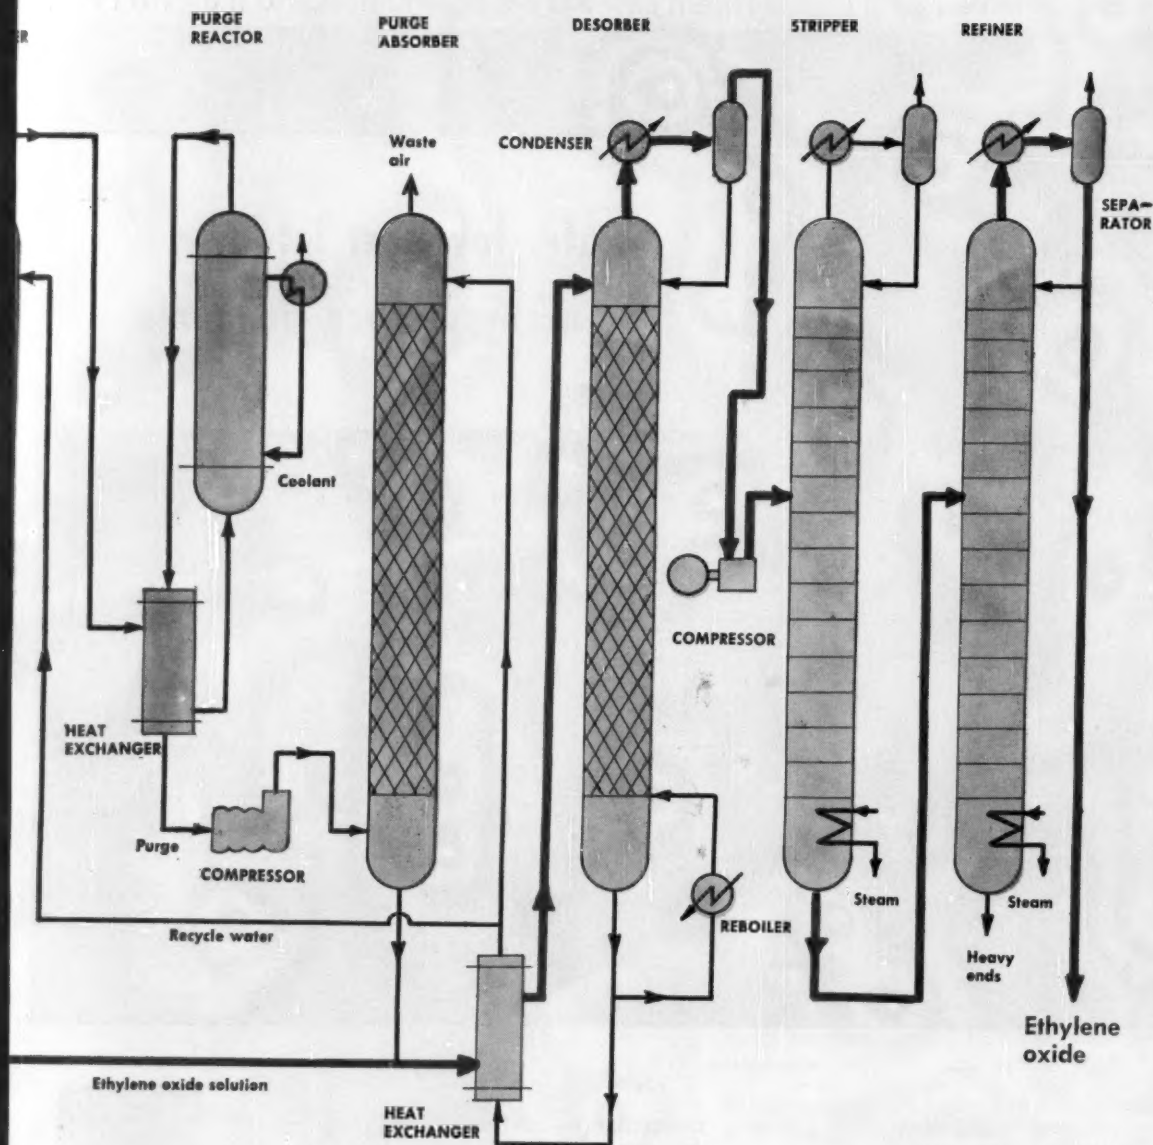 PURGE
REACTOR
PURGE
ABSORBER
DESORBER
STRIPPER
REFINER
ER
Waste
air
CONDENSER
SEPA-
RATOR
Coolant
COMPRESSOR
HEAT
EXCHANGER
Purge
COMPRESSOR
Steam
Steam
REBOILER
Recycle water
Heavy
ends
Ethylene
oxide
Ethylene oxide solution
HEAT
EXCHANGER